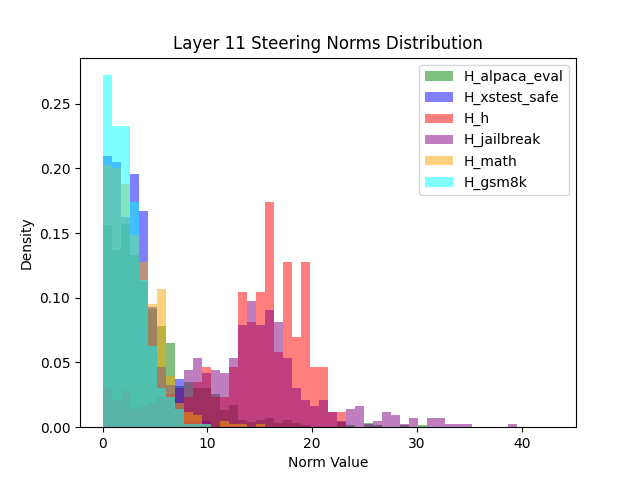 Layer 11 Steering Norms Distribution
H_alpaca_eval
H_xstest_safe
H_h
H_jailbreak
H_math
H_gsm8k
Density
0.25
0.20
0.15
0.10
0.05
0.00
0
10
20
30
40
Norm Value